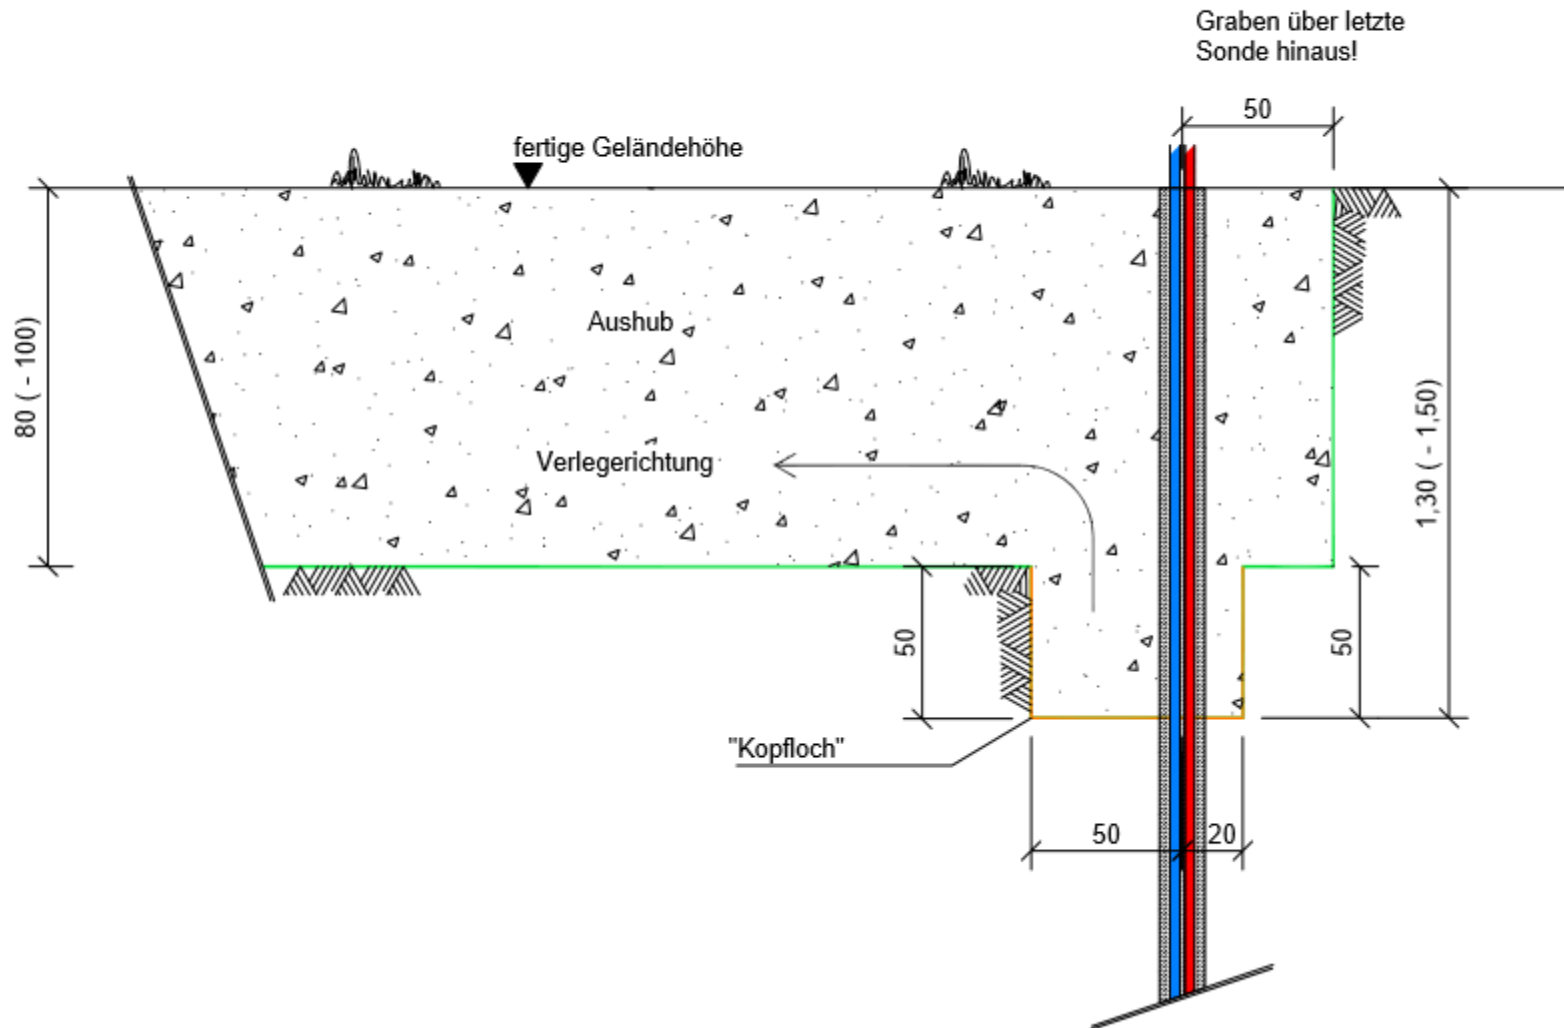 Graben über letzte
Sonde hinaus!
50
fertige Geländehöhe
80 ( - 100)
Aushub
1,30 ( - 1,50)
Verlegerichtung
50
50
"Kopfloch"
50
20